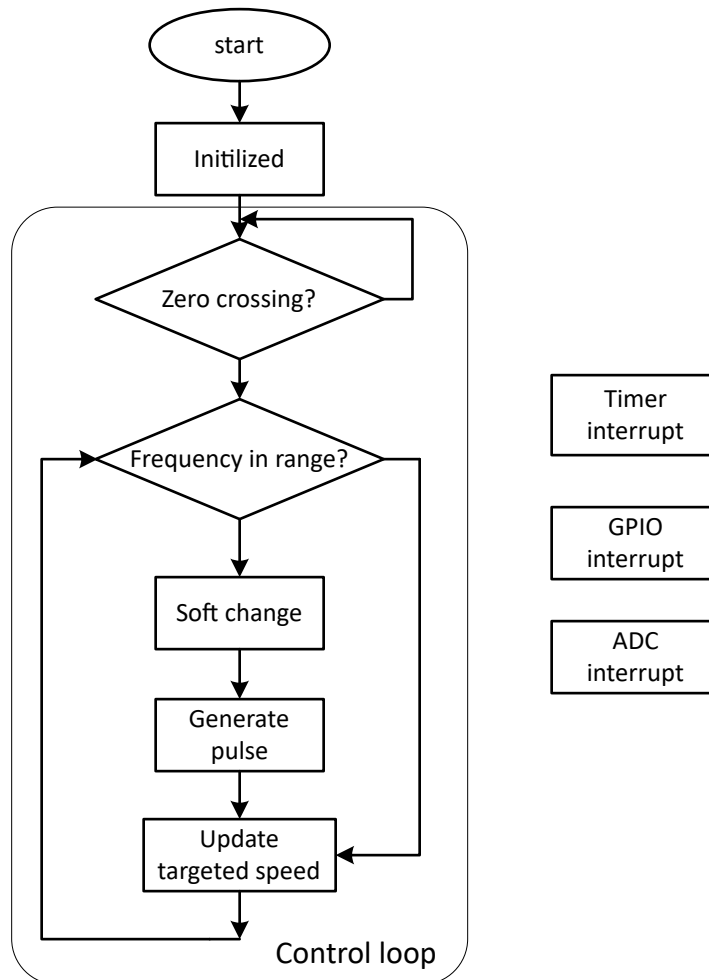 start
Initilized
Zero crossing?
Frequency in range?
Soft change
Generate
pulse
Update
targeted speed
Control loop
Timer
interrupt
GPIO
interrupt
ADC
interrupt